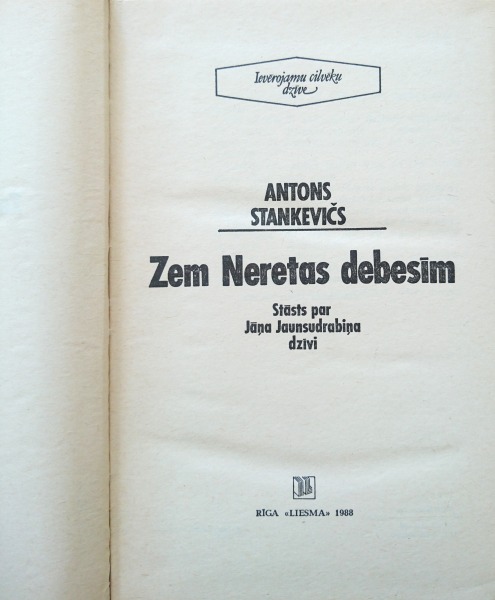 Ievērojamu cilvēku
dzīve
ANTONS
STANKEVIČS
Zem Neretas debesīm
Stāsts par
Jāņa Jaunsudrabiņa
dzīvi
RĪGA «LIESMA» 1988